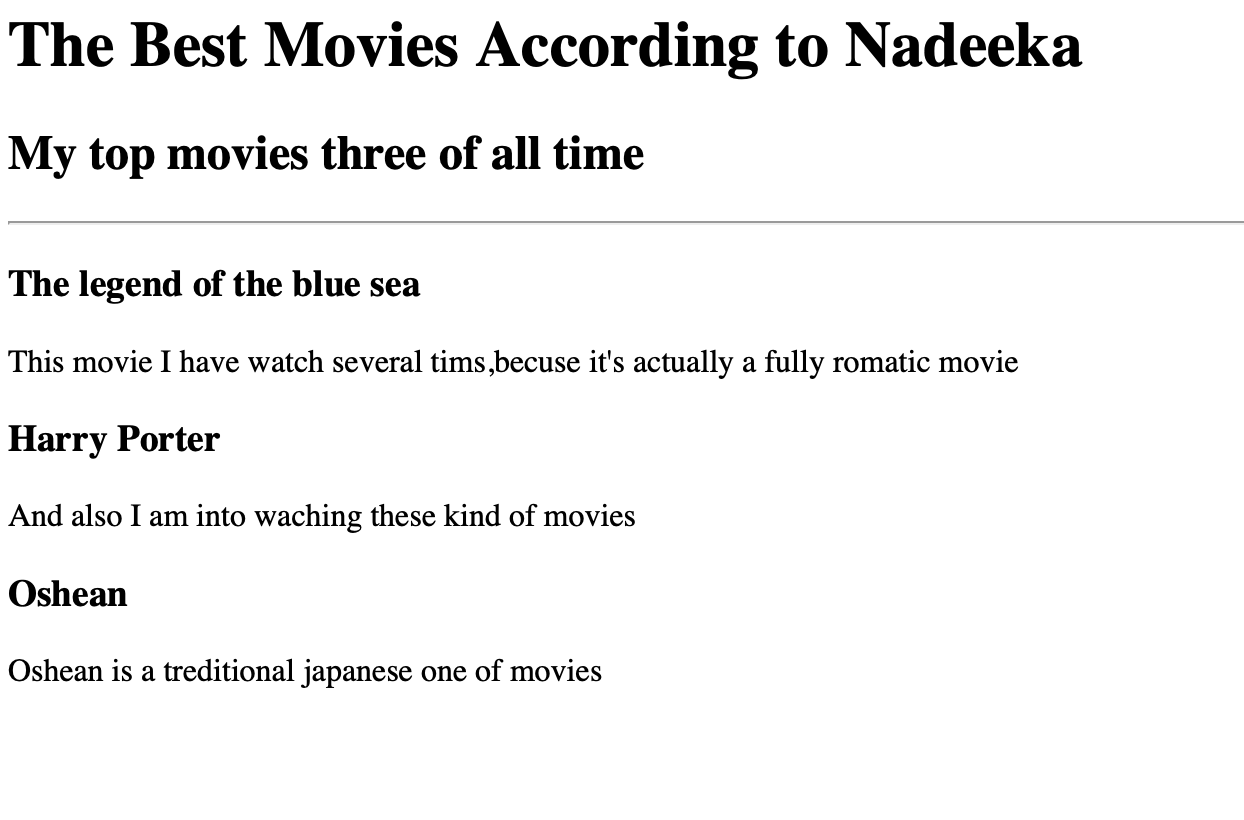 The Best Movies According to Nadeeka
My top movies three of all time
The legend of the blue sea
This movie I have watch several tims,becuse it's actually a fully romatic movie
Harry Porter
And also I am into waching these kind of movies
Oshean
Oshean is a treditional japanese one of movies